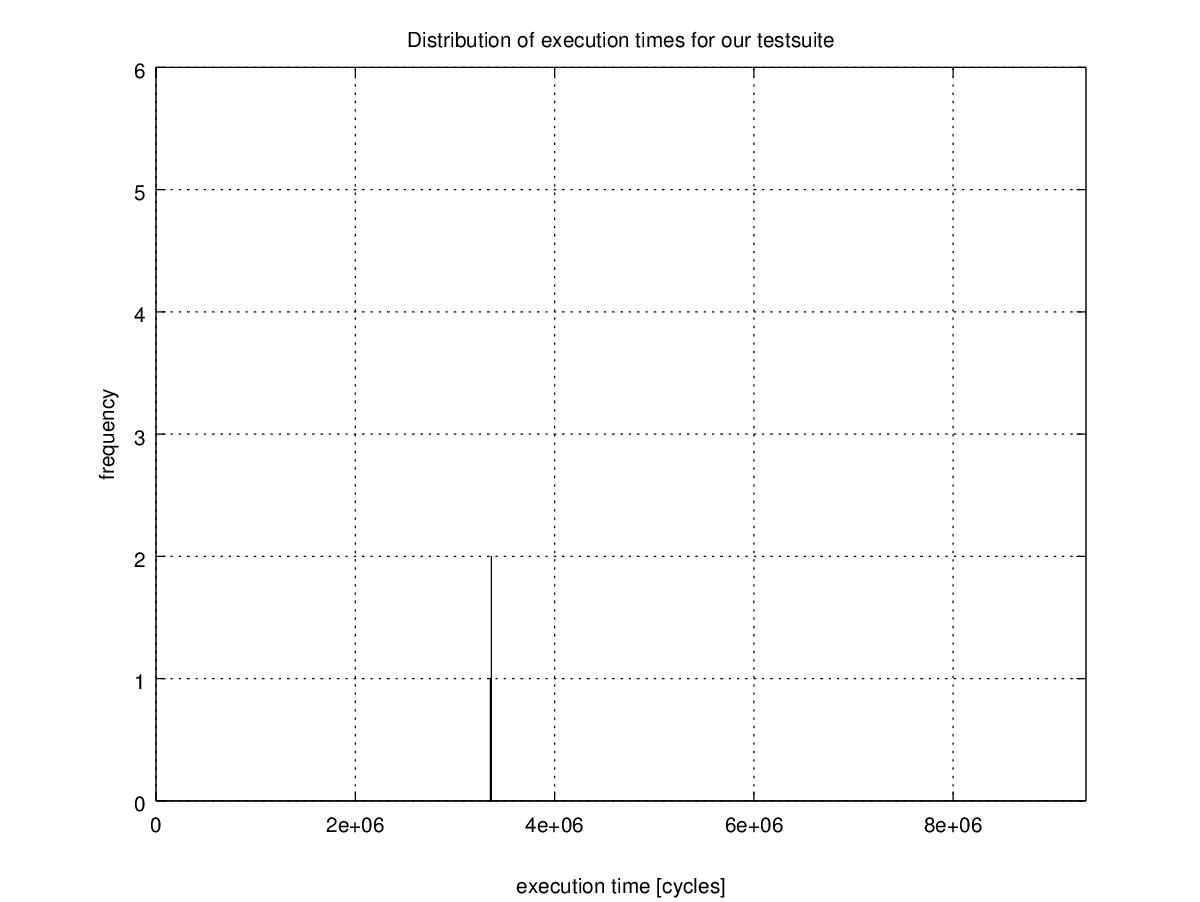 Distribution of execution times for our testsuite
6
5
4
3
2
1
0
frequency
0 2e+06 4e+06 6e+06 8e+06
execution time [cycles]